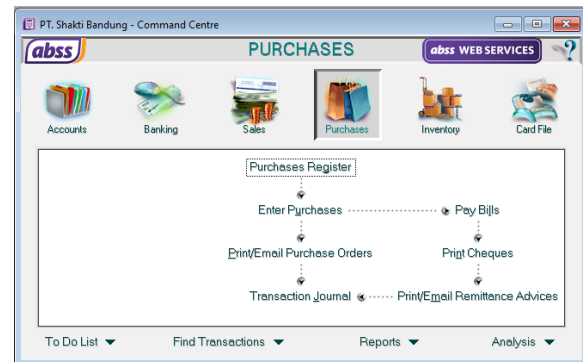 PT. Shakti Bandung - Command Centre
abss PURCHASES abss WEB SERVICES ?
Accounts Banking Sales Purchases Inventory Card File
Purchases Register
Enter Purchases Pay Bills
Print/Email Purchase Orders Print Cheques
Transaction Journal Print/Email Remittance Advices
To Do List Find Transactions Reports Analysis